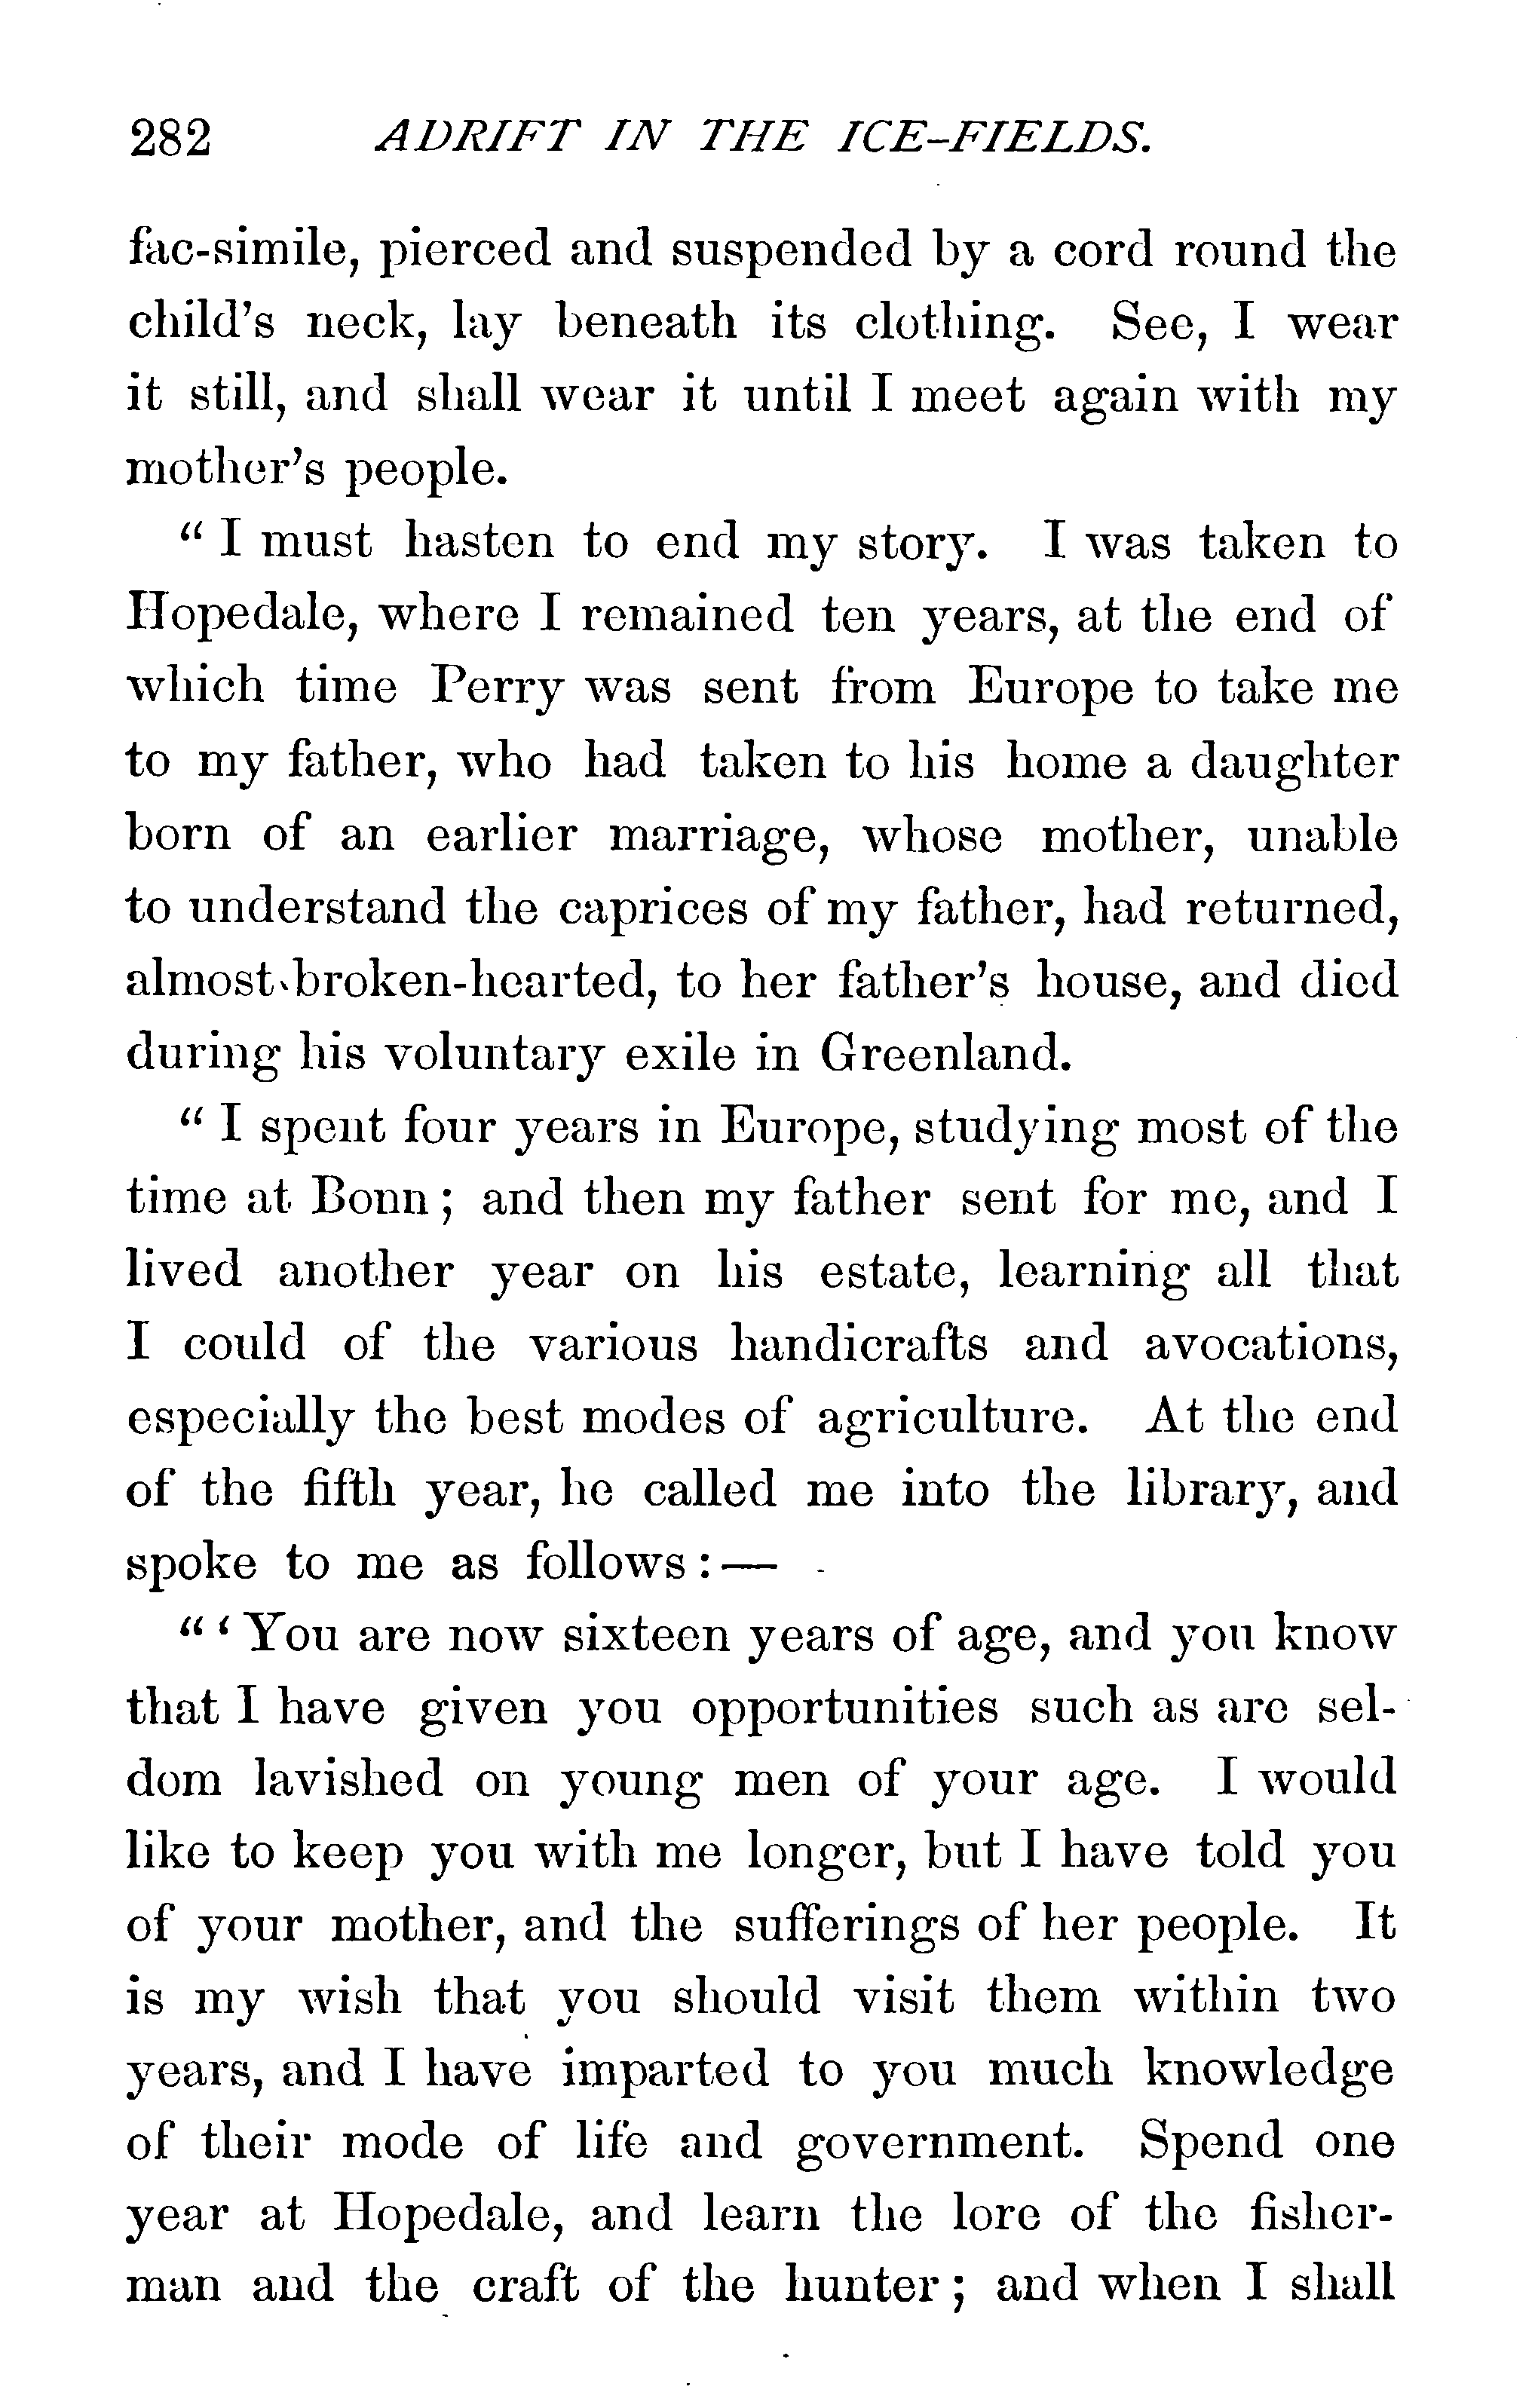 282 ADRIFT IN THE ICE-FIELDS.
fac-simile, pierced and suspended by a cord round the
child's neck, lay beneath its clothing. See, I wear
it still, and shall wear it until I meet again with my
mother's people.
" I must hasten to end my story. I was taken to
Hopedale, where I remained ten years, at the end of
which time Perry was sent from Europe to take me
to my father, who had taken to his home a daughter
born of an earlier marriage, whose mother, unable
to understand the caprices of my father, had returned,
almost broken-hearted, to her father's house, and died
during his voluntary exile in Greenland.
" I spent four years in Europe, studying most of the
time at Bonn ; and then my father sent for me, and I
lived another year on his estate, learning all that
I could of the various handicrafts and avocations,
especially the best modes of agriculture. At the end
of the fifth year, he called me into the library, and
spoke to me as follows : —
" ' You are now sixteen years of age, and you know
that I have given you opportunities such as are sel-
dom lavished on young men of your age. I would
like to keep you with me longer, but I have told you
of your mother, and the sufferings of her people. It
is my wish that you should visit them within two
years, and I have imparted to you much knowledge
of their mode of life and government. Spend one
year at Hopedale, and learn the lore of the fisher-
man and the craft of the hunter ; and when I shall